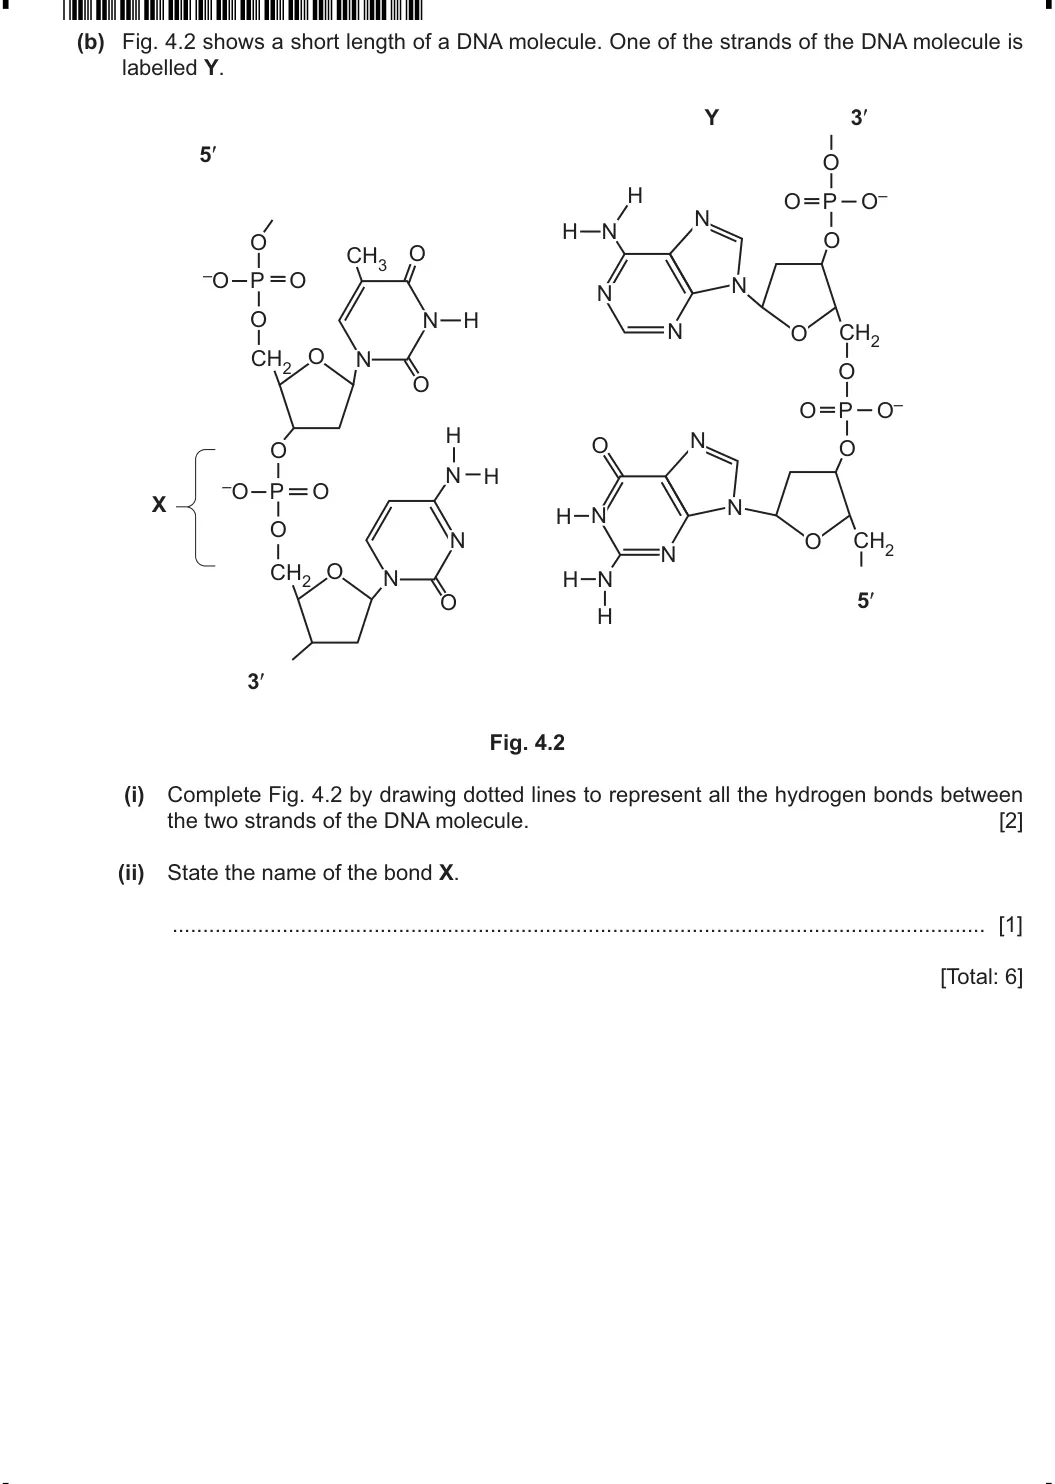 (b) Fig. 4.2 shows a short length of a DNA molecule. One of the strands of the DNA molecule is
labelled Y.
Y 3′
5′
O
O=P–O⁻
O
H
H–N
N
N
N
N
O
CH₂
O
O=P–O⁻
O
O
N
H–N
N
N
H–N
H
O
CH₂
5′
O
⁻O–P=O
O
CH₂
O
CH₃
O
N–H
N
O
O
X
⁻O–P=O
O
CH₂
O
H
N–H
N
N
O
3′
Fig. 4.2
(i) Complete Fig. 4.2 by drawing dotted lines to represent all the hydrogen bonds between
the two strands of the DNA molecule. [2]
(ii) State the name of the bond X.
................................................................................................................................... [1]
[Total: 6]